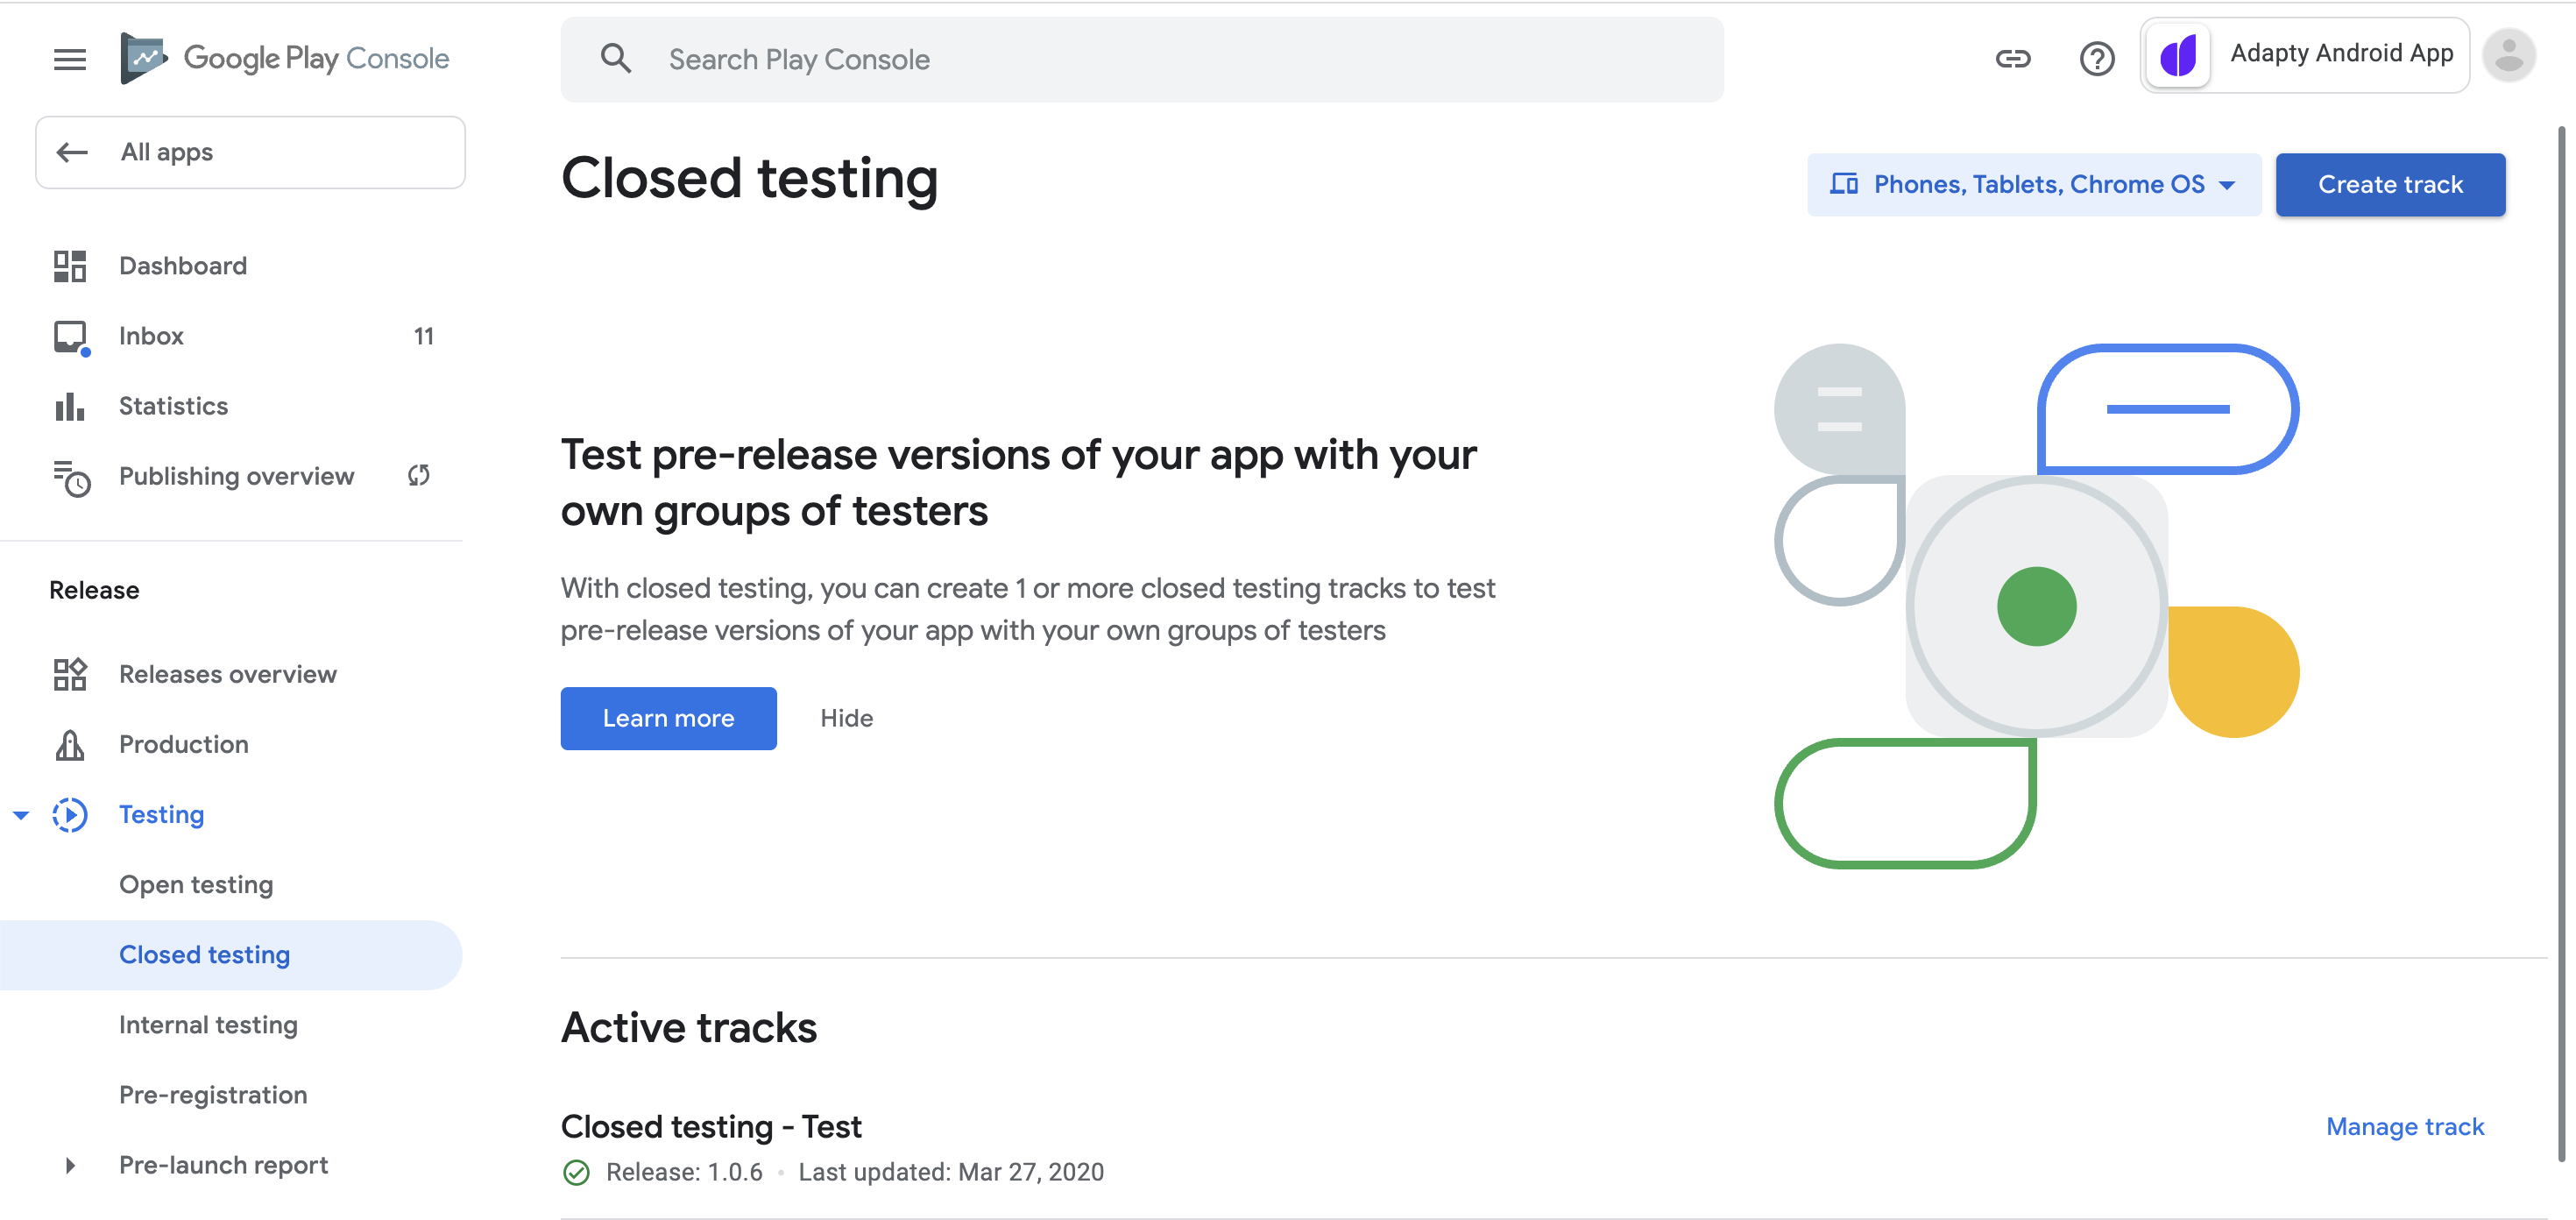 Google Play Console
Search Play Console
Adapty Android App
All apps
Dashboard
Inbox 11
Statistics
Publishing overview
Release
Releases overview
Production
Testing
Open testing
Closed testing
Internal testing
Pre-registration
Pre-launch report
Closed testing
Phones, Tablets, Chrome OS
Create track
Test pre-release versions of your app with your
own groups of testers
With closed testing, you can create 1 or more closed testing tracks to test
pre-release versions of your app with your own groups of testers
Learn more
Hide
Active tracks
Closed testing - Test
Manage track
Release: 1.0.6 • Last updated: Mar 27, 2020